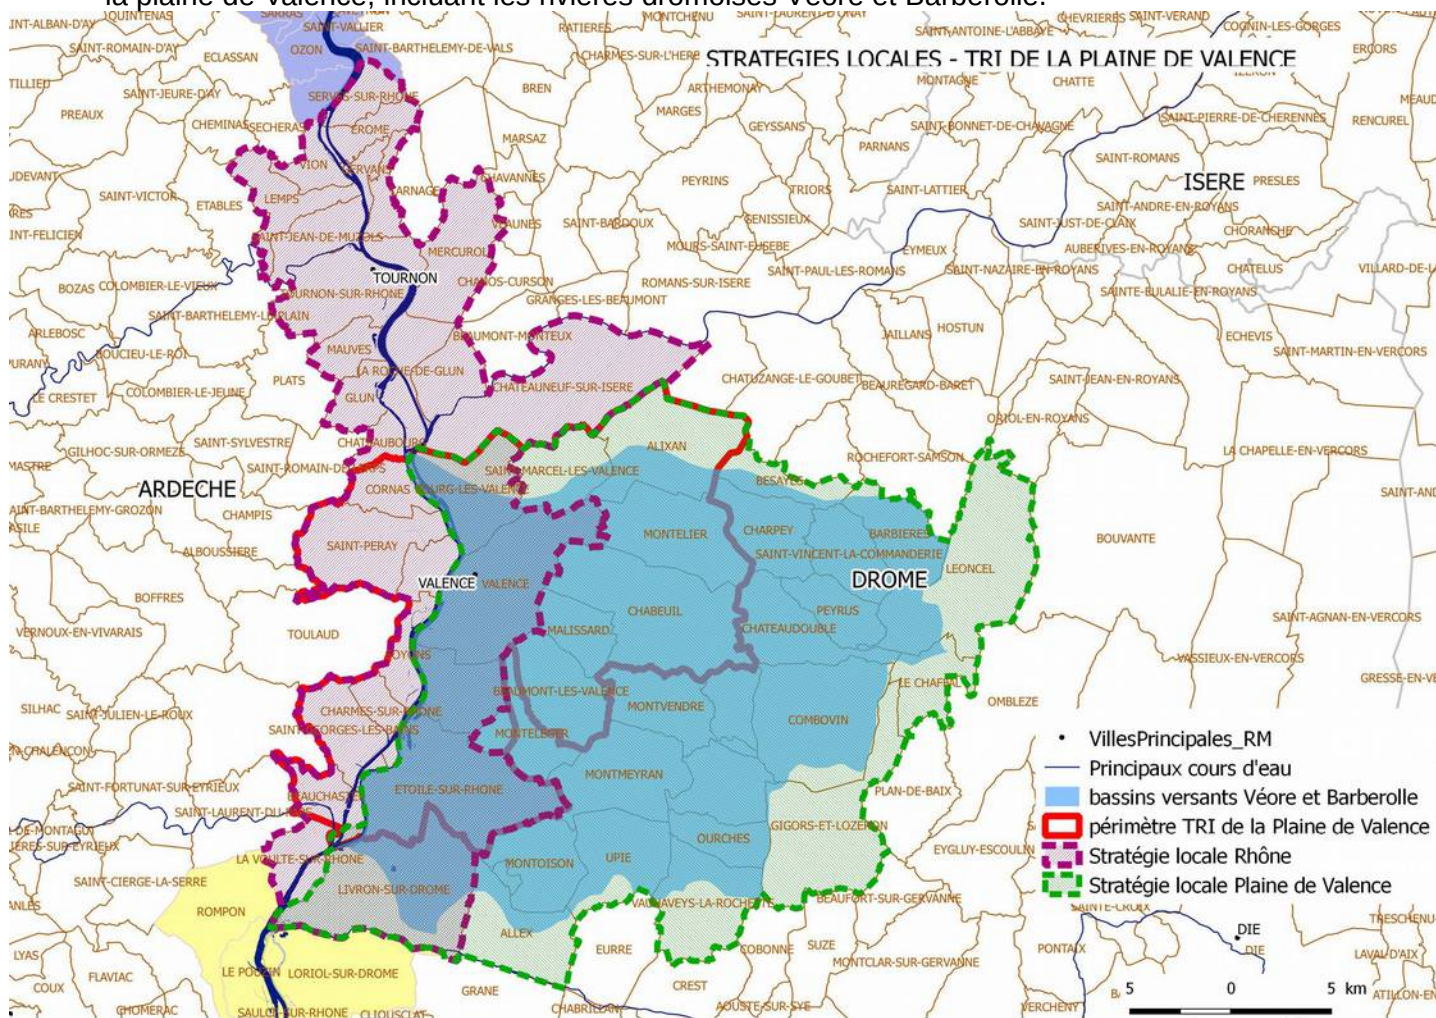 la plaine de Valence, incluant les rivières drômoises Véore et Barberolle.
STRATEGIES LOCALES - TRI DE LA PLAINE DE VALENCE
SAINT-VALLIER
RATIERES
MONTCHENU
SAINT-ANTOINE-L'ABBAYE
CHEVRIERES SAINT-VERAND
COGNIN-LES-GORGES
SAINT-ROMAIN-D'AY
OZON
SAINT-BARTHELEMY-DE-VALS
CHARMES-SUR-L'HERB
ECLASSAN
MONTAGNE
CHATTE
SAINT-JEURE-D'AY
SERVES-SUR-RHONE
BREN
ARTHEMONAY
PREAUX
CHEMINAS
SECHERAS
EROME
MARSAZ
MARGES
GEYSSANS
SAINT-BONNET-DE-CHAVAGNE
SAINT-PIERRE-DE-CHERENNES
RENCUREL
PARNANS
SAINT-ROMANS
VION
GERVANS
CHAVANNES
PEYRINS
TRIORS
SAINT-LATTIER
ISERE
PRESLES
SAINT-VICTOR
ETABLES
LEMPS
SAINT-ANDRE-EN-ROYANS
SAINT-BARDOUX
GENISSIEUX
SAINT-JUST-DE-CLAIX
CHORANCHE
SAINT-JEAN-DE-MUZOLS
MERCUROL
MOURS-SAINT-EUSEBE
EYMEUX
AUBERIVES-EN-ROYANS
TOURNON
SAINT-PAUL-LES-ROMANS
SAINT-NAZAIRE-EN-ROYANS
CHATELUS
BOZAS
COLOMBIER-LE-VIEUX
TOURNON-SUR-RHONE
CHANOS-CURSON
ROMANS-SUR-ISERE
SAINTE-EULALIE-EN-ROYANS
GRANGES-LES-BEAUMONT
SAINT-BARTHELEMY-LE-PLAIN
ARLEBOSC
BEAUMONT-MONTEUX
JAILLANS
HOSTUN
ECHEVIS
BOUCIEU-LE-ROI
MAUVES
SAINT-MARTIN-EN-VERCORS
LA ROCHE-DE-GLUN
PLATS
CHATEAUNEUF-SUR-ISERE
CHATUZANGE-LE-GOUBET
BEAUREGARD-BARET
SAINT-JEAN-EN-ROYANS
LE CRESTET
COLOMBIER-LE-JEUNE
GLUN
ORIOL-EN-ROYANS
SAINT-SYLVESTRE
CHATEAUBOURG
ALIXAN
GILHOC-SUR-ORMEZE
LA CHAPELLE-EN-VERCORS
ROCHEFORT-SAMSON
SAINT-ROMAIN-DE-LERPS
SAINT-MARCEL-LES-VALENCE
BESAYES
ARDECHE
CORNAS
BOURG-LES-VALENCE
SAINT-BARTHELEMY-GROZON
CHAMPIS
MONTELIER
CHARPEY
BARBIERES
BOUVANTE
SAINT-PERAY
ALBOUSSIERE
SAINT-VINCENT-LA-COMMANDERIE
LEONCEL
VALENCE
VALENCE
DROME
BOFFRES
CHABEUIL
PEYRUS
SAINT-AGNAN-EN-VERCORS
VERNOUX-EN-VIVARAIS
TOULAUD
MALISSARD
CHATEAUDOUBLE
SOYONS
VASSIEUX-EN-VERCORS
BEAUMONT-LES-VALENCE
LE CHAFFAL
OMBLEZE
SILHAC
SAINT-JULIEN-LE-ROUX
CHARMES-SUR-RHONE
MONTVENDRE
COMBOVIN
SAINT-GEORGES-LES-BAINS
MONTELEGER
VillesPrincipales_RM
Principaux cours d'eau
bassins versants Véore et Barberolle
périmètre TRI de la Plaine de Valence
Stratégie locale Rhône
Stratégie locale Plaine de Valence
MONTMEYRAN
SAINT-FORTUNAT-SUR-EYRIEUX
BEAUCHASTEL
ETOILE-SUR-RHONE
PLAN-DE-BAIX
GIGORS-ET-LOZERON
OURCHES
EYGLUY-ESCOULIN
LA VOULTE-SUR-RHONE
MONTOISON
UPIE
SAINT-CIERGE-LA-SERRE
LIVRON-SUR-DROME
ROMPON
VAUNAVEYS-LA-ROCHETTE
BEAUFORT-SUR-GERVANNE
SAINTE-CROIX
ALLEX
DIE
DIE
EURRE
COBONNE
SUZE
PONTAIX
LAVAL-D'AIX
LYAS
FLAVIAC
LE POUZIN
LORIOL-SUR-DROME
MONTCLAR-SUR-GERVANNE
COUX
GRANE
CREST
5 0 5 km
CHOMERAC
SAULCE-SUR-RHONE
CLIOUSCLAT
CHABRILLAN
AOUSTE-SUR-SYE
VERCHENY